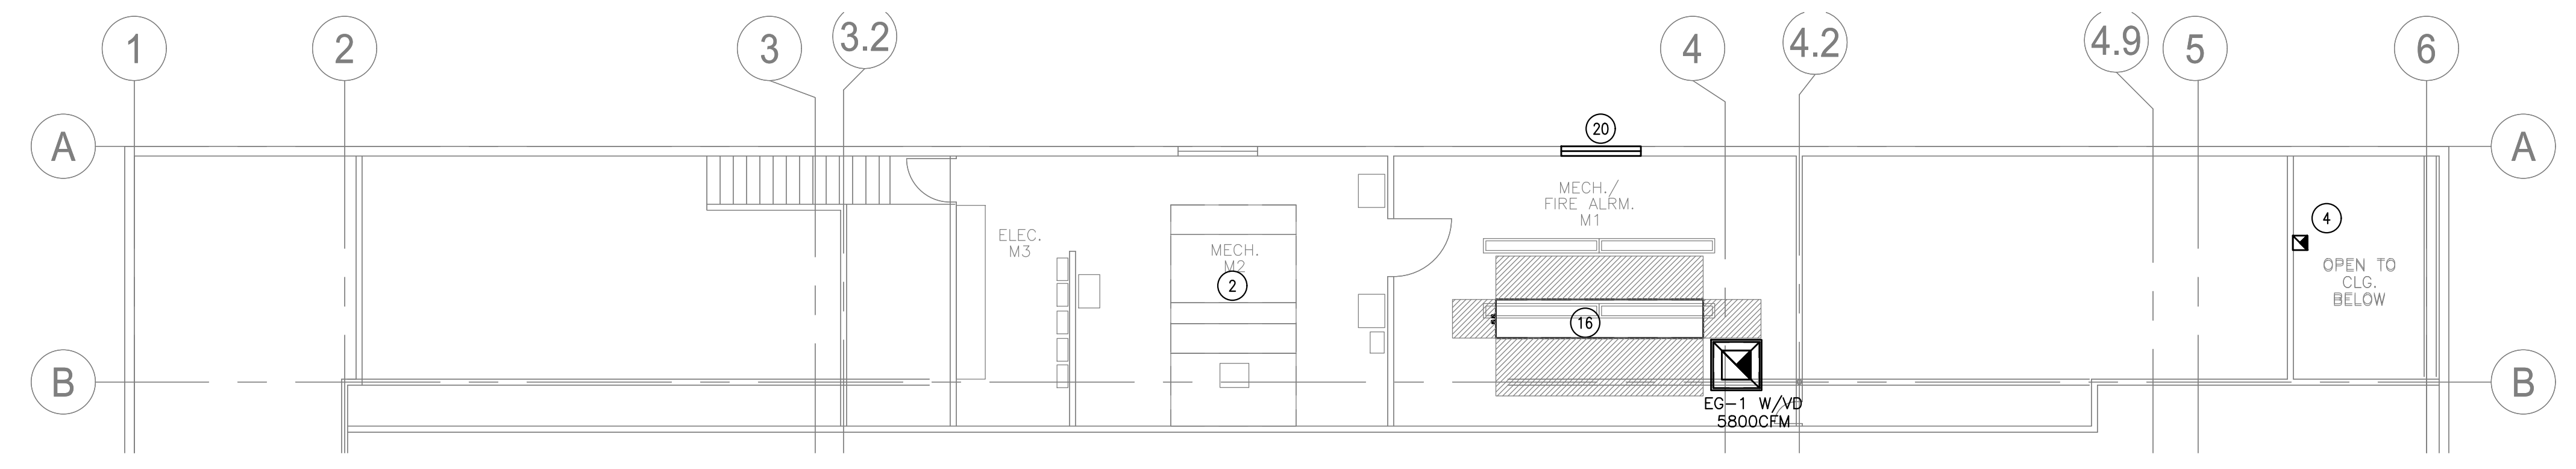 1
2
3
3.2
4
4.2
4.9
5
6
A
20
A
MECH./
FIRE ALRM.
M1
4
ELEC.
M3
MECH.
M2
2
OPEN TO
CLG.
BELOW
16
B
B
EG-1 W/VD
5800CFM